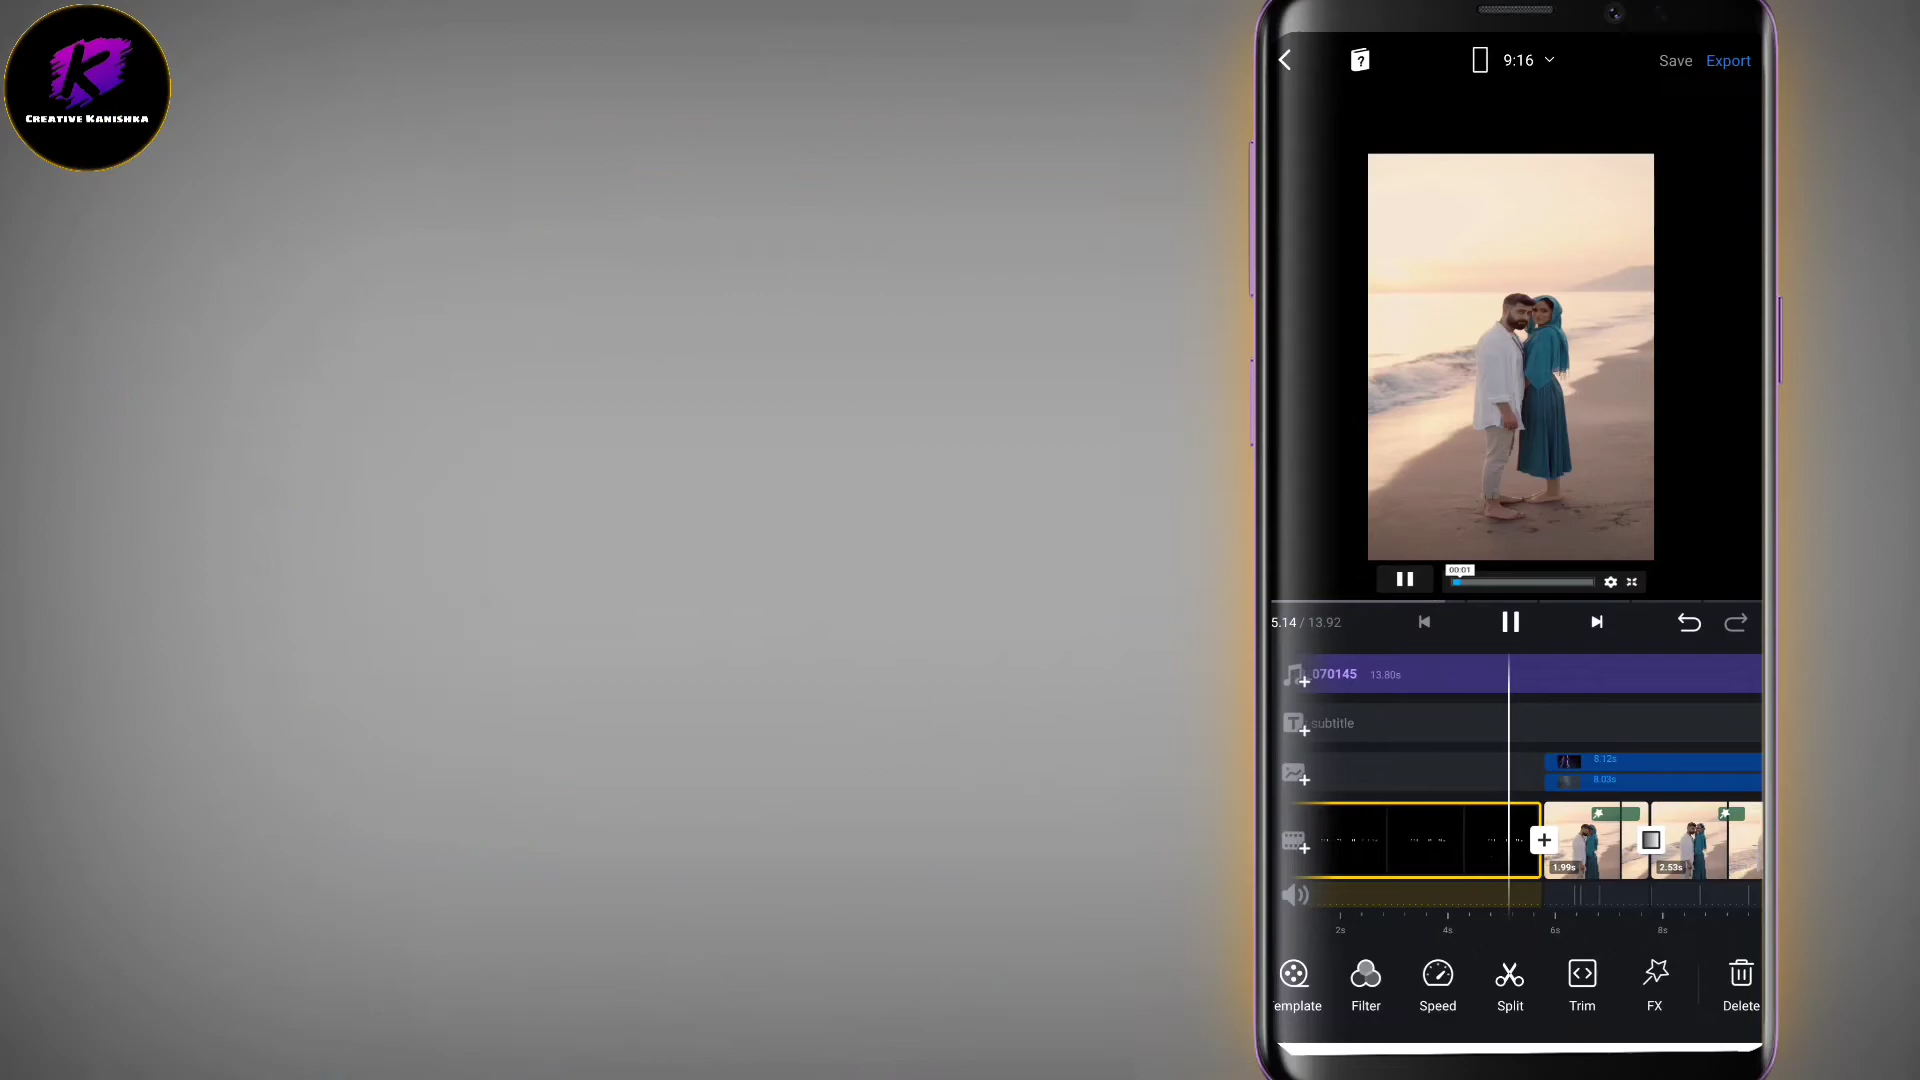 K
CREATIVE KANISHKA
9:16
Save
Export
00:01
5.14 / 13.92
070145 13.80s
subtitle
8.12s
8.03s
1.99s
2.53s
2s
4s
6s
8s
emplate
Filter
Speed
Split
Trim
FX
Delete